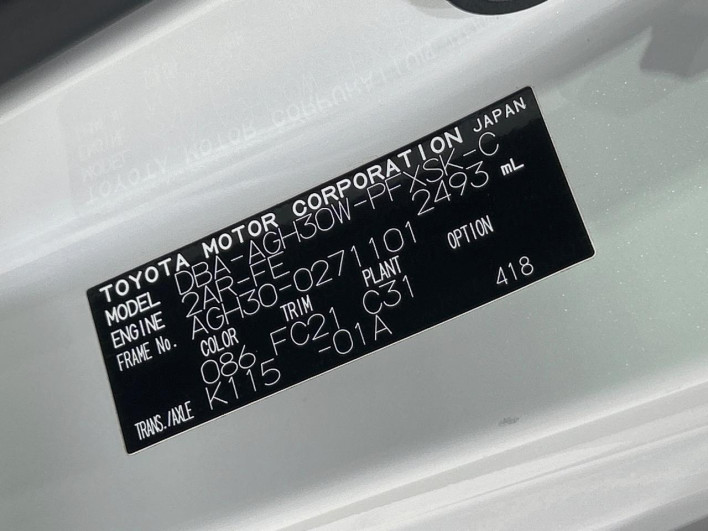 TOYOTA MOTOR CORPORATION JAPAN
MODEL DBA-AGH30W-PFXSK-C
ENGINE 2AR-FE 2493 mL
FRAME No. AGH30-0271101
COLOR TRIM PLANT OPTION
086 FC21 C31 418
TRANS./AXLE K115 -01A